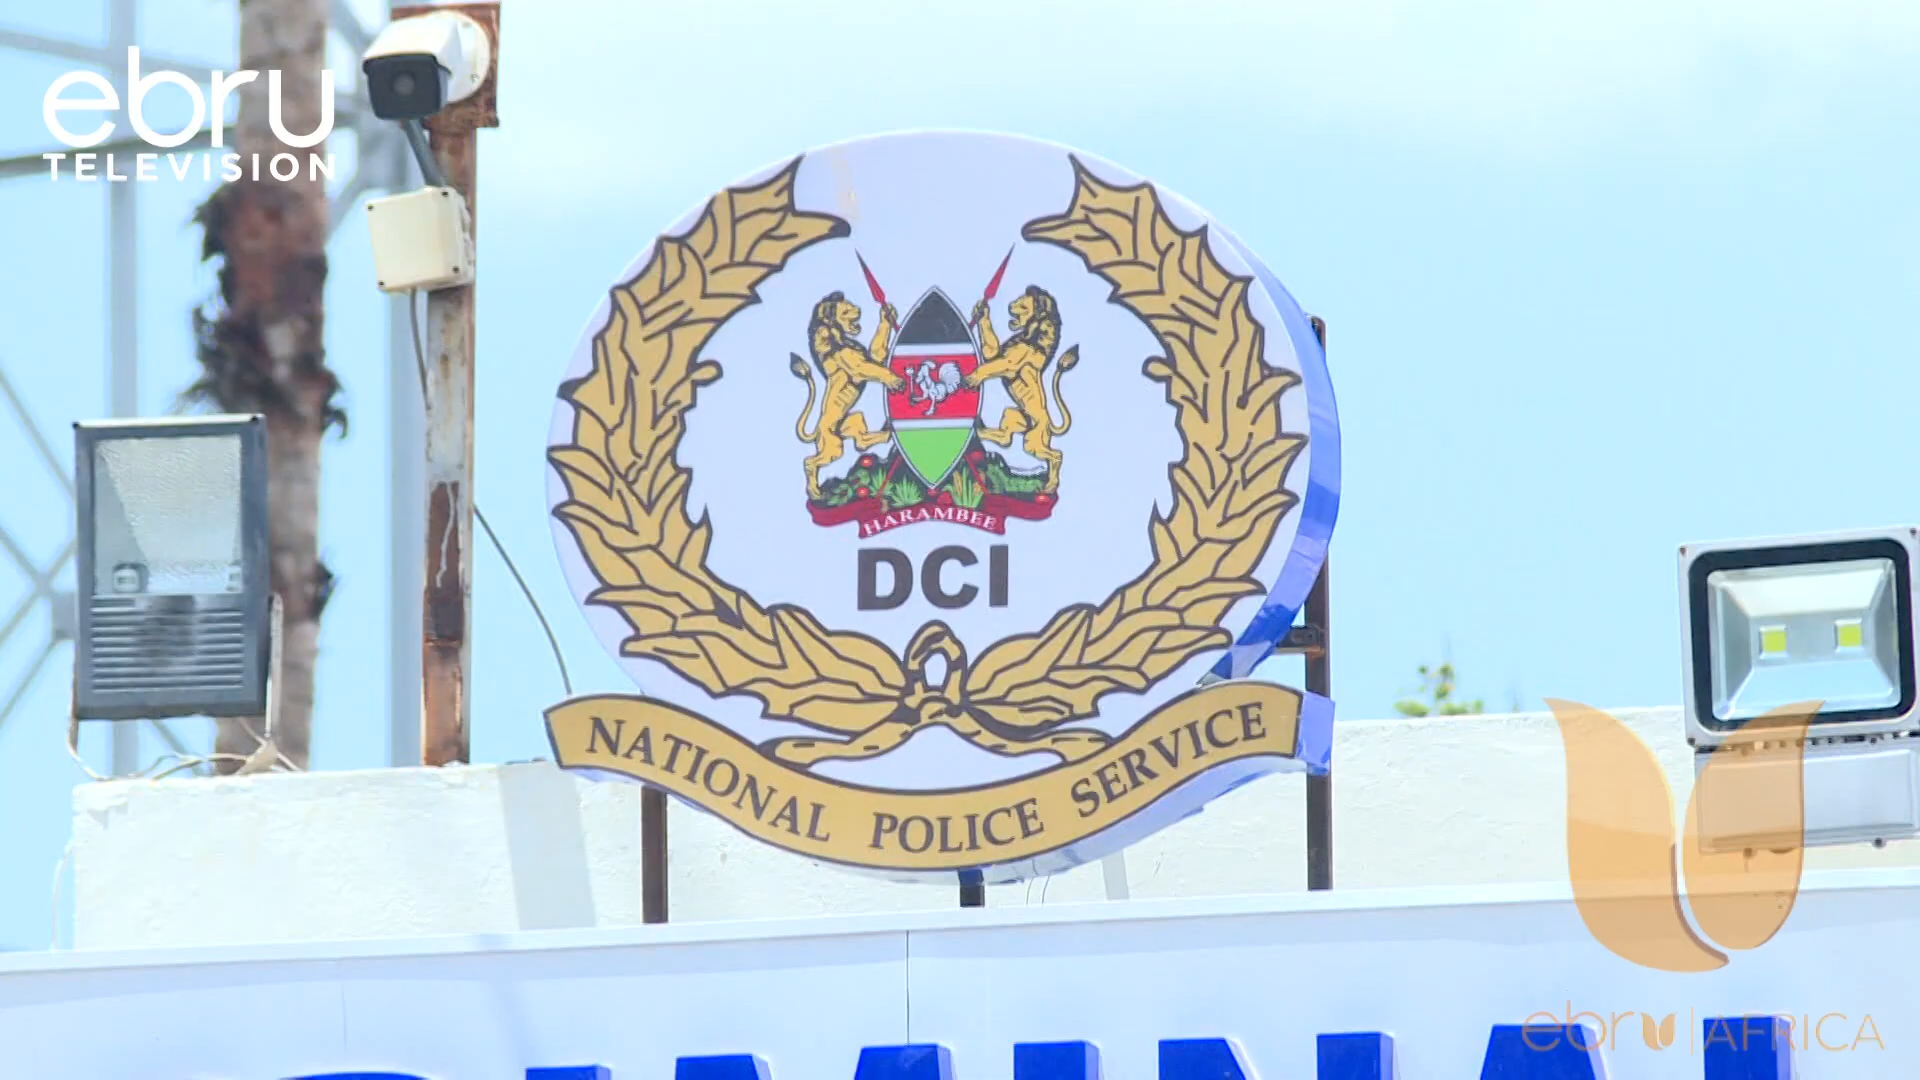 ebru
TELEVISION
HARAMBEE
DCI
NATIONAL POLICE SERVICE
ebru | AFRICA